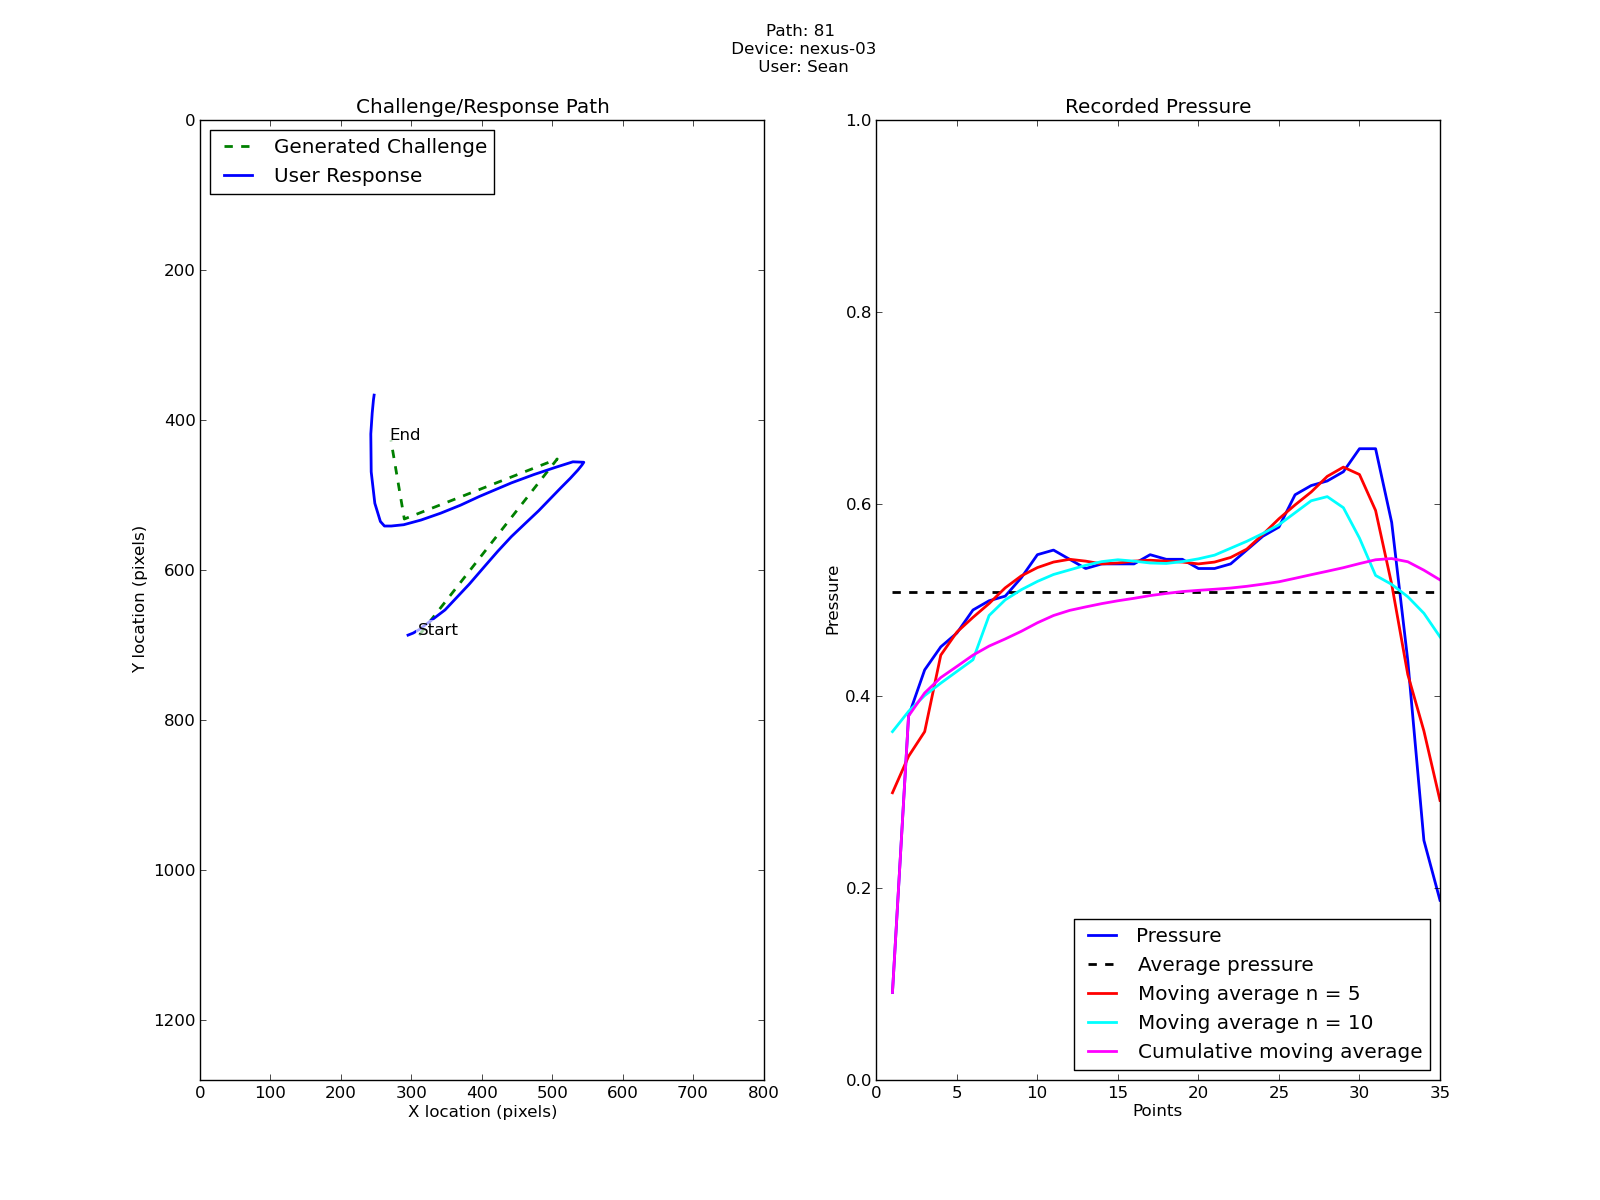 Path: 81
Device: nexus-03
User: Sean
Challenge/Response Path
Generated Challenge
User Response
End
Start
0
200
400
600
800
1000
1200
Y location (pixels)
0 100 200 300 400 500 600 700 800
X location (pixels)
Recorded Pressure
1.0
0.8
0.6
0.4
0.2
0.0
Pressure
Pressure
Average pressure
Moving average n = 5
Moving average n = 10
Cumulative moving average
0 5 10 15 20 25 30 35
Points